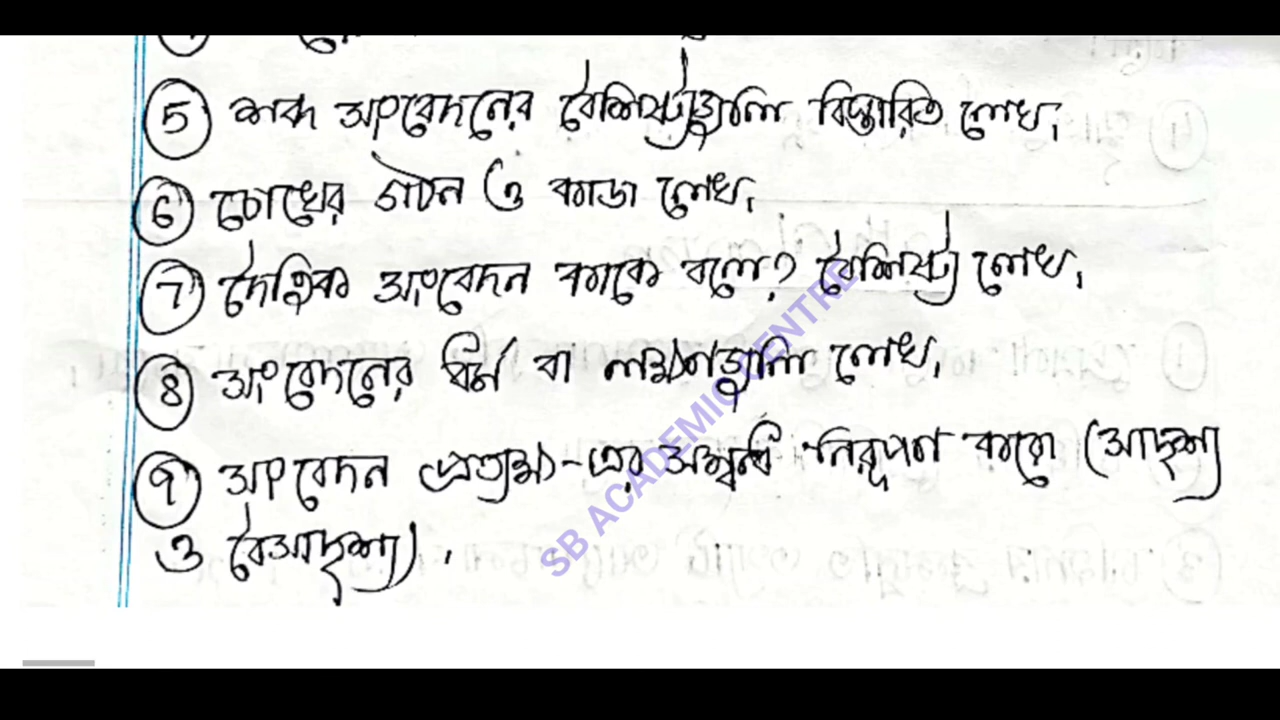 5 শব্দ সংবেদনের বৈশিষ্ট্যগুলি বিস্তারিত লেখ।
6 চোখের গঠন ও কাজ লেখ।
7 দৈহিক সংবেদন কাকে বলে? বৈশিষ্ট্য লেখ।
8 সংবেদনের ধর্ম বা লক্ষণগুলি লেখ।
9 সংবেদন প্রত্যক্ষ-এর সম্বন্ধ নিরূপণ করো (সাদৃশ্য
ও বৈসাদৃশ্য)।
SB ACADEMIC CENTRE